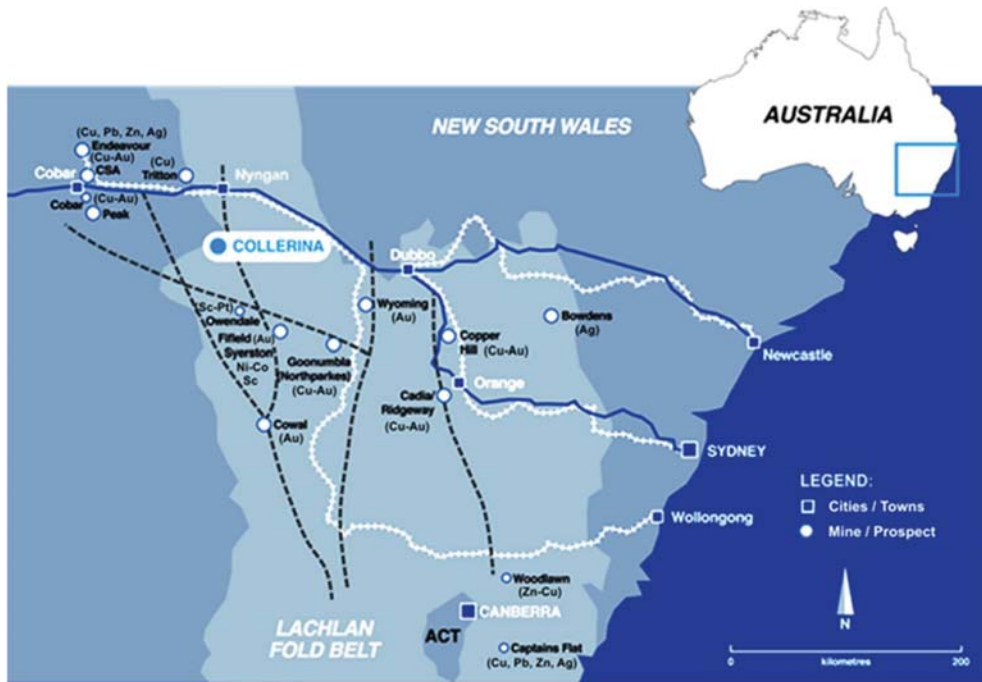 AUSTRALIA
NEW SOUTH WALES
(Cu, Pb, Zn, Ag)
Endeavour
(Cu-Au)
CSA
(Cu)
Tritton
Cobar
Nyngan
Cobar
(Cu-Au)
Peak
COLLERINA
Dubbo
(Sc-Pt)
Owendale
Fifield (Au)
Syerston
Ni-Co
Sc
Goonumbla
(Northparkes)
(Cu-Au)
Wyoming
(Au)
Copper
Hill (Cu-Au)
Bowdens
(Ag)
Newcastle
Orange
Cadia/
Ridgeway
(Cu-Au)
Cowal
(Au)
SYDNEY
LEGEND:
Cities / Towns
Mine / Prospect
Wollongong
Woodlawn
(Zn-Cu)
CANBERRA
ACT
LACHLAN
FOLD BELT
Captains Flat
(Cu, Pb, Zn, Ag)
N
0
200
kilometres